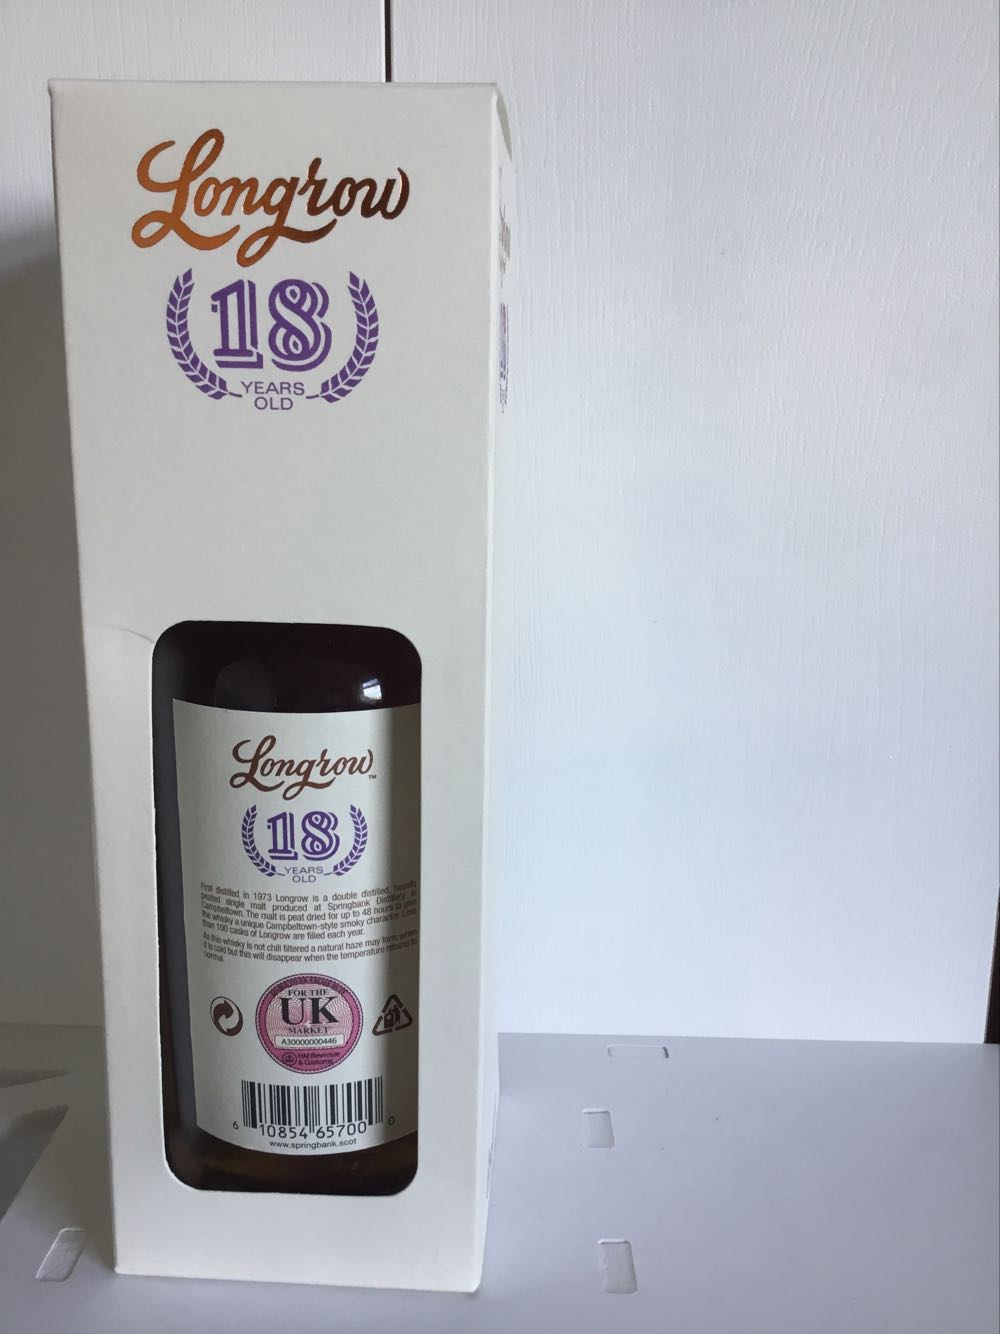 Longrow
18
YEARS
OLD
Longrow™
18
YEARS
OLD
First distilled in 1973 Longrow is a double distilled, heavily
peated single malt produced at Springbank Distillery in
Campbeltown. The malt is peat dried for up to 48 hours to give
the whisky a unique Campbeltown-style smoky character. Less
than 100 casks of Longrow are filled each year.
As this whisky is not chill filtered a natural haze may form when
it is cold but this will disappear when the temperature returns to
normal.
FOR THE
UK
MARKET
A30000000446
HM Revenue
& Customs
6 10854 65700 0
www.springbank.scot